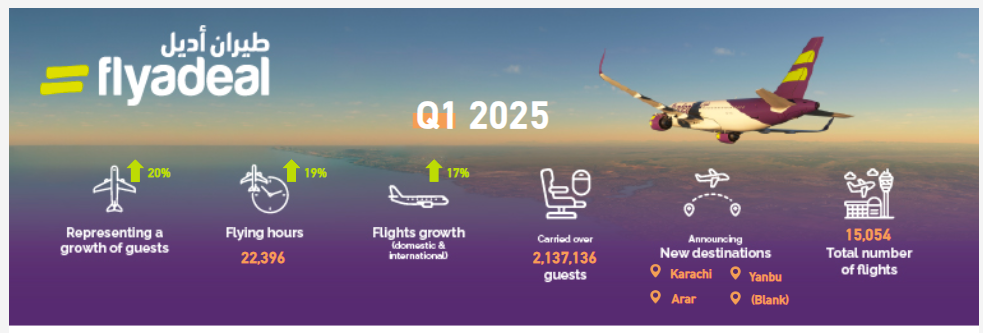 طيران أديل
flyadeal
Q1 2025
20%
Representing a
growth of guests
19%
Flying hours
22,396
17%
Flights growth
(domestic &
international)
Carried over
2,137,136
guests
Announcing
New destinations
Karachi
Yanbu
Arar
(Blank)
15,054
Total number
of flights